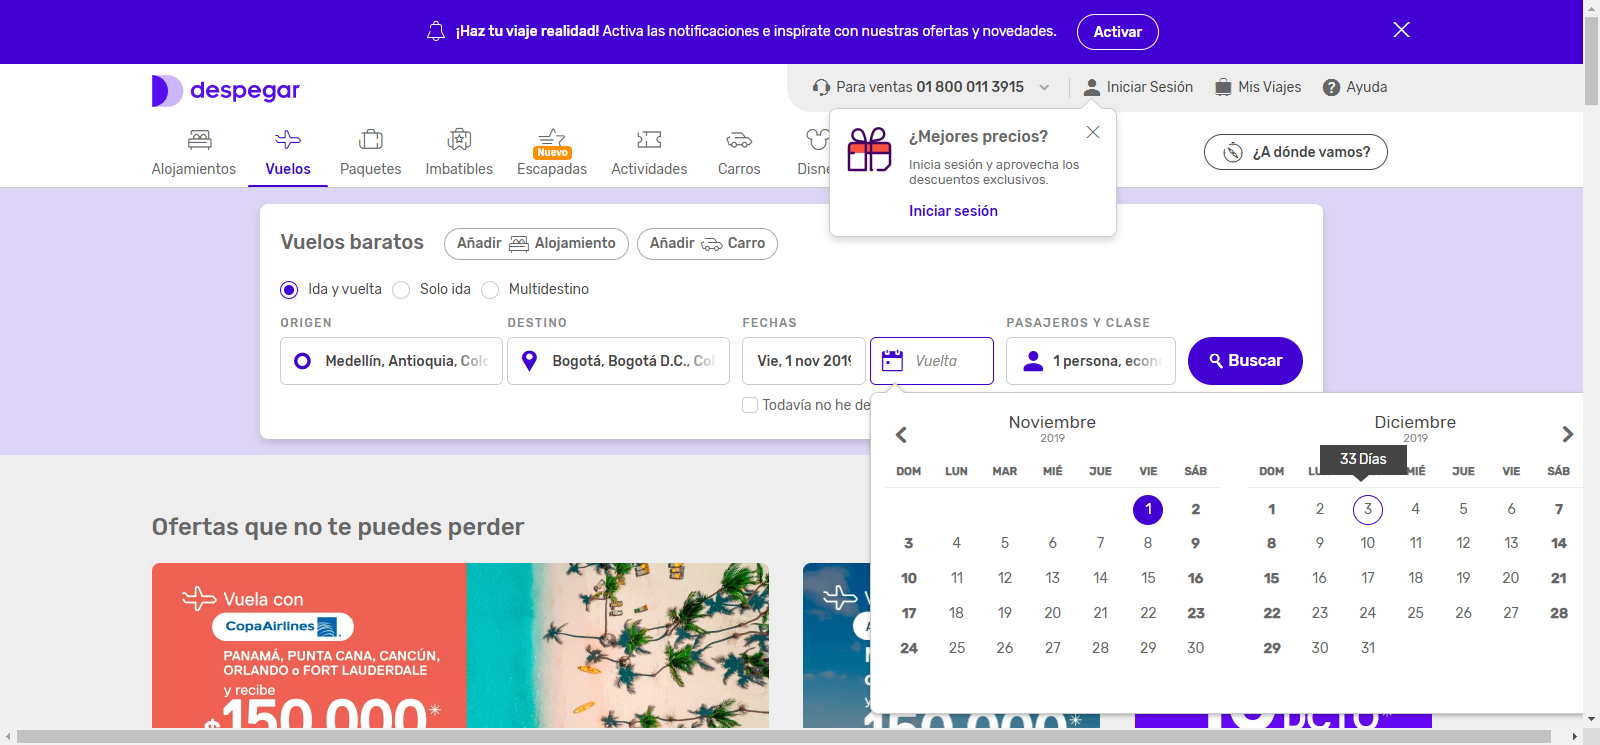 ¡Haz tu viaje realidad! Activa las notificaciones e inspírate con nuestras ofertas y novedades.
Activar
despegar
Para ventas 01 800 011 3915
Iniciar Sesión
Mis Viajes
Ayuda
Alojamientos
Vuelos
Paquetes
Imbatibles
Nuevo
Escapadas
Actividades
Carros
¿A dónde vamos?
¿Mejores precios?
Inicia sesión y aprovecha los
descuentos exclusivos.
Iniciar sesión
Vuelos baratos
Añadir Alojamiento
Añadir Carro
Ida y vuelta
Solo ida
Multidestino
ORIGEN
DESTINO
FECHAS
PASAJEROS Y CLASE
Medellín, Antioquia, Colo
Bogotá, Bogotá D.C., Col
Vie, 1 nov 2019
Vuelta
1 persona, econ
Buscar
Todavía no he de
Noviembre
2019
DOM LUN MAR MIÉ JUE VIE SÁB
1 2
3 4 5 6 7 8 9
10 11 12 13 14 15 16
17 18 19 20 21 22 23
24 25 26 27 28 29 30
Diciembre
2019
33 Días
DOM LU MIÉ JUE VIE SÁB
1 2 3 4 5 6 7
8 9 10 11 12 13 14
15 16 17 18 19 20 21
22 23 24 25 26 27 28
29 30 31
Ofertas que no te puedes perder
Vuela con
CopaAirlines
PANAMÁ, PUNTA CANA, CANCÚN,
ORLANDO o FORT LAUDERDALE
y recibe
$150.000*
150.000*
DCTO*